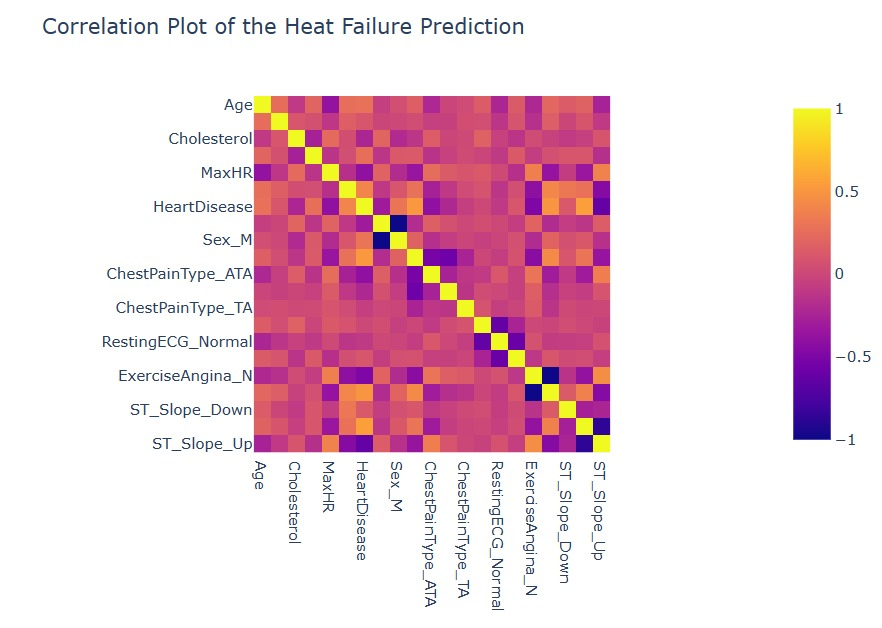 Correlation Plot of the Heat Failure Prediction
Age
Cholesterol
MaxHR
HeartDisease
Sex_M
ChestPainType_ATA
ChestPainType_TA
RestingECG_Normal
ExerciseAngina_N
ST_Slope_Down
ST_Slope_Up
Age
Cholesterol
MaxHR
HeartDisease
Sex_M
ChestPainType_ATA
ChestPainType_TA
RestingECG_Normal
ExerciseAngina_N
ST_Slope_Down
ST_Slope_Up
1
0.5
0
−0.5
−1